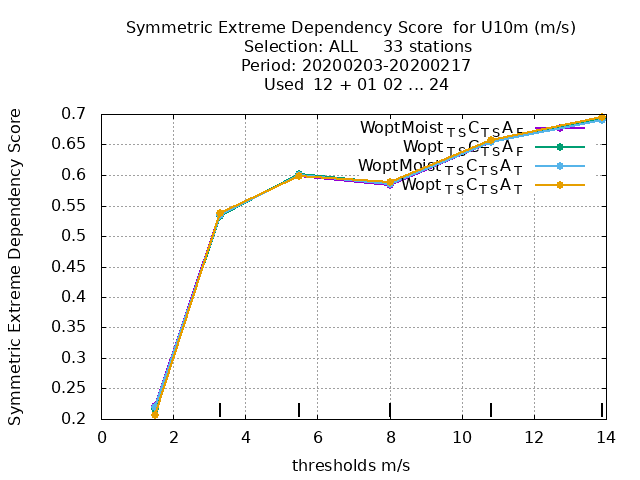 Symmetric Extreme Dependency Score  for U10m (m/s)
Selection: ALL     33 stations
Period: 20200203-20200217
Used  12 + 01 02 ... 24
Symmetric Extreme Dependency Score
0.7
0.65
0.6
0.55
0.5
0.45
0.4
0.35
0.3
0.25
0.2
WoptMoist TS C TS A F
Wopt TS C TS A F
WoptMoist TS C TS A T
Wopt TS C TS A T
0 2 4 6 8 10 12 14
thresholds m/s